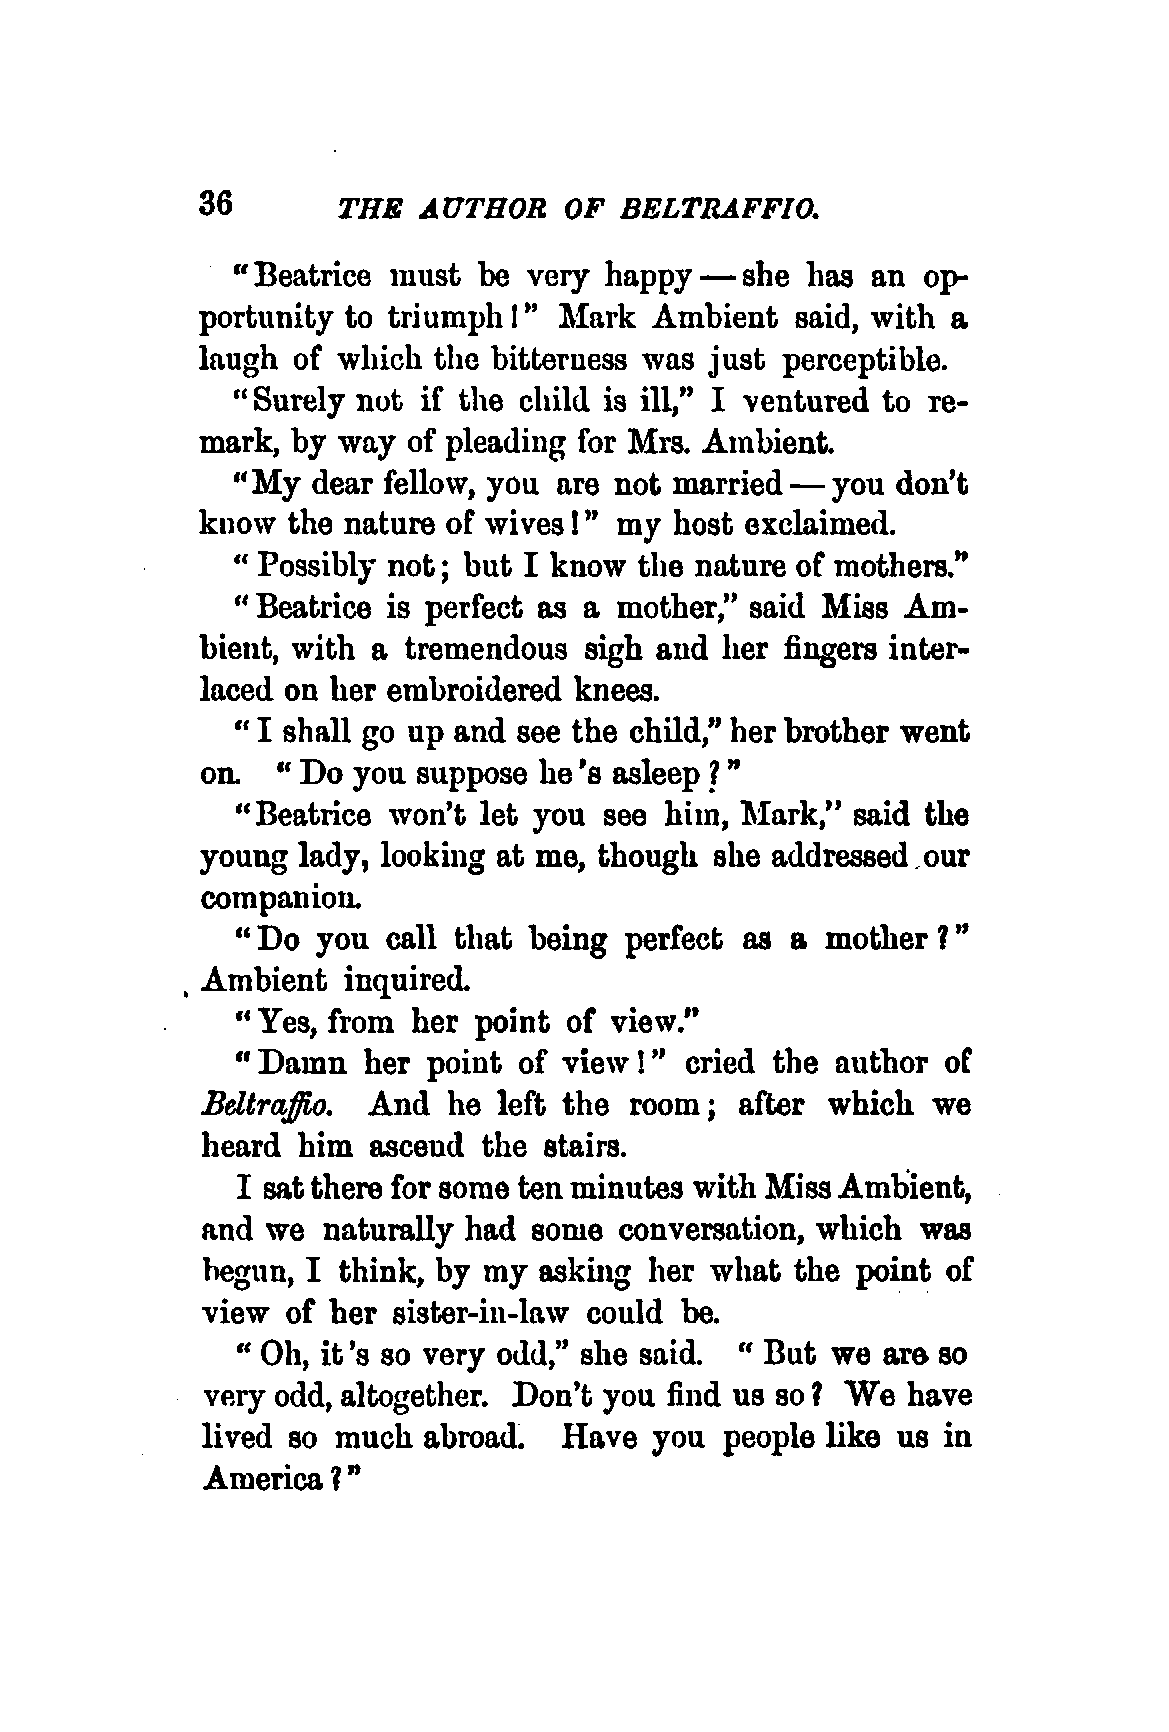 36 THE AUTHOR OF BELTRAFFIO.
"Beatrice must be very happy — she has an op-
portunity to triumph!" Mark Ambient said, with a
laugh of which the bitterness was just perceptible.
"Surely not if the child is ill," I ventured to re-
mark, by way of pleading for Mrs. Ambient.
"My dear fellow, you are not married — you don't
know the nature of wives!" my host exclaimed.
"Possibly not; but I know the nature of mothers."
"Beatrice is perfect as a mother," said Miss Am-
bient, with a tremendous sigh and her fingers inter-
laced on her embroidered knees.
"I shall go up and see the child," her brother went
on. "Do you suppose he's asleep?"
"Beatrice won't let you see him, Mark," said the
young lady, looking at me, though she addressed our
companion.
"Do you call that being perfect as a mother?"
Ambient inquired.
"Yes, from her point of view."
"Damn her point of view!" cried the author of
Beltraffio. And he left the room; after which we
heard him ascend the stairs.
I sat there for some ten minutes with Miss Ambient,
and we naturally had some conversation, which was
begun, I think, by my asking her what the point of
view of her sister-in-law could be.
"Oh, it's so very odd," she said. "But we are so
very odd, altogether. Don't you find us so? We have
lived so much abroad. Have you people like us in
America?"